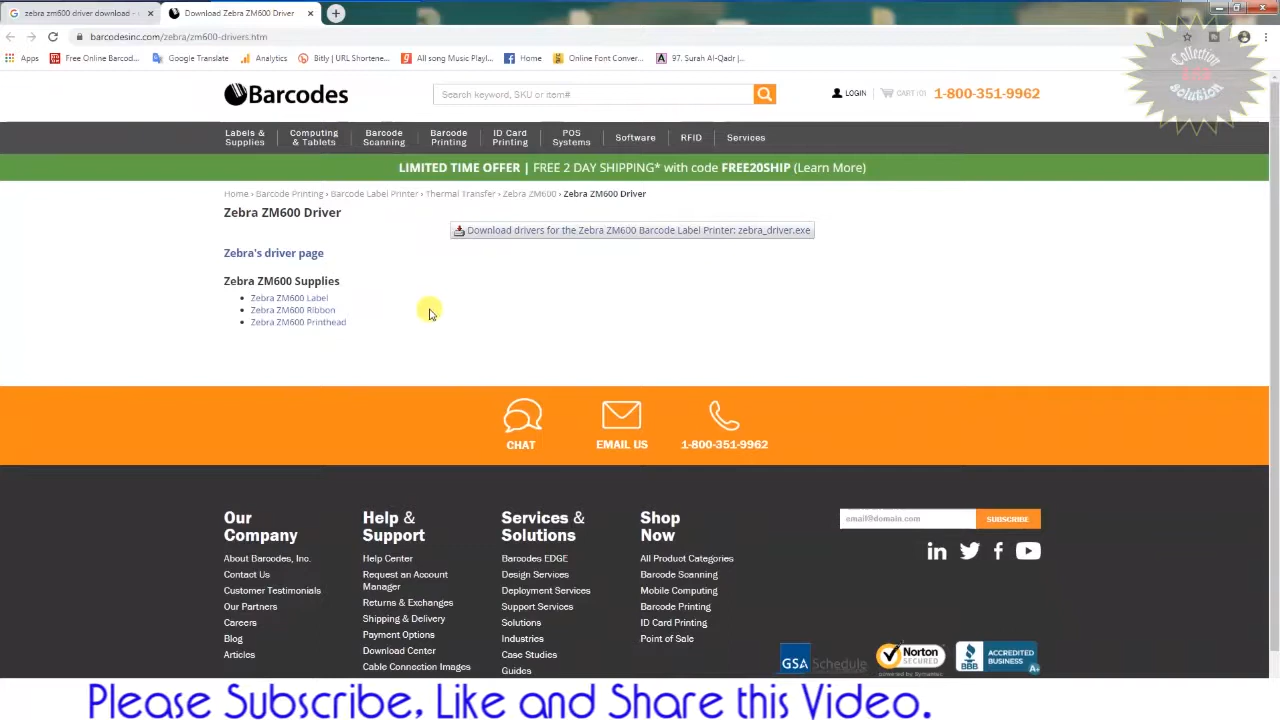 zebra zm600 driver download -
Download Zebra ZM600 Driver
barcodesinc.com/zebra/zm600-drivers.htm
Apps
Free Online Barcod...
Google Translate
Analytics
Bitly | URL Shortene...
All song Music Playl...
Home
Online Font Conver...
97. Surah Al-Qadr |...
Collection
Solution
Barcodes
Search keyword, SKU or item#
LOGIN
CART (0)
1-800-351-9962
Labels & Supplies
Computing & Tablets
Barcode Scanning
Barcode Printing
ID Card Printing
POS Systems
Software
RFID
Services
LIMITED TIME OFFER | FREE 2 DAY SHIPPING* with code FREE20SHIP (Learn More)
Home › Barcode Printing › Barcode Label Printer › Thermal Transfer › Zebra ZM600 › Zebra ZM600 Driver
Zebra ZM600 Driver
Download drivers for the Zebra ZM600 Barcode Label Printer: zebra_driver.exe
Zebra's driver page
Zebra ZM600 Supplies
Zebra ZM600 Label
Zebra ZM600 Ribbon
Zebra ZM600 Printhead
CHAT
EMAIL US
1-800-351-9962
Our
Company
About Barcodes, Inc.
Contact Us
Customer Testimonials
Our Partners
Careers
Blog
Articles
Help &
Support
Help Center
Request an Account
Manager
Returns & Exchanges
Shipping & Delivery
Payment Options
Download Center
Cable Connection Images
Services &
Solutions
Barcodes EDGE
Design Services
Deployment Services
Support Services
Solutions
Industries
Case Studies
Guides
Shop
Now
All Product Categories
Barcode Scanning
Mobile Computing
Barcode Printing
ID Card Printing
Point of Sale
email@domain.com
SUBSCRIBE
GSA Schedule
Norton
SECURED
powered by Symantec
BBB
ACCREDITED
BUSINESS
A+
Please Subscribe, Like and Share this Video.